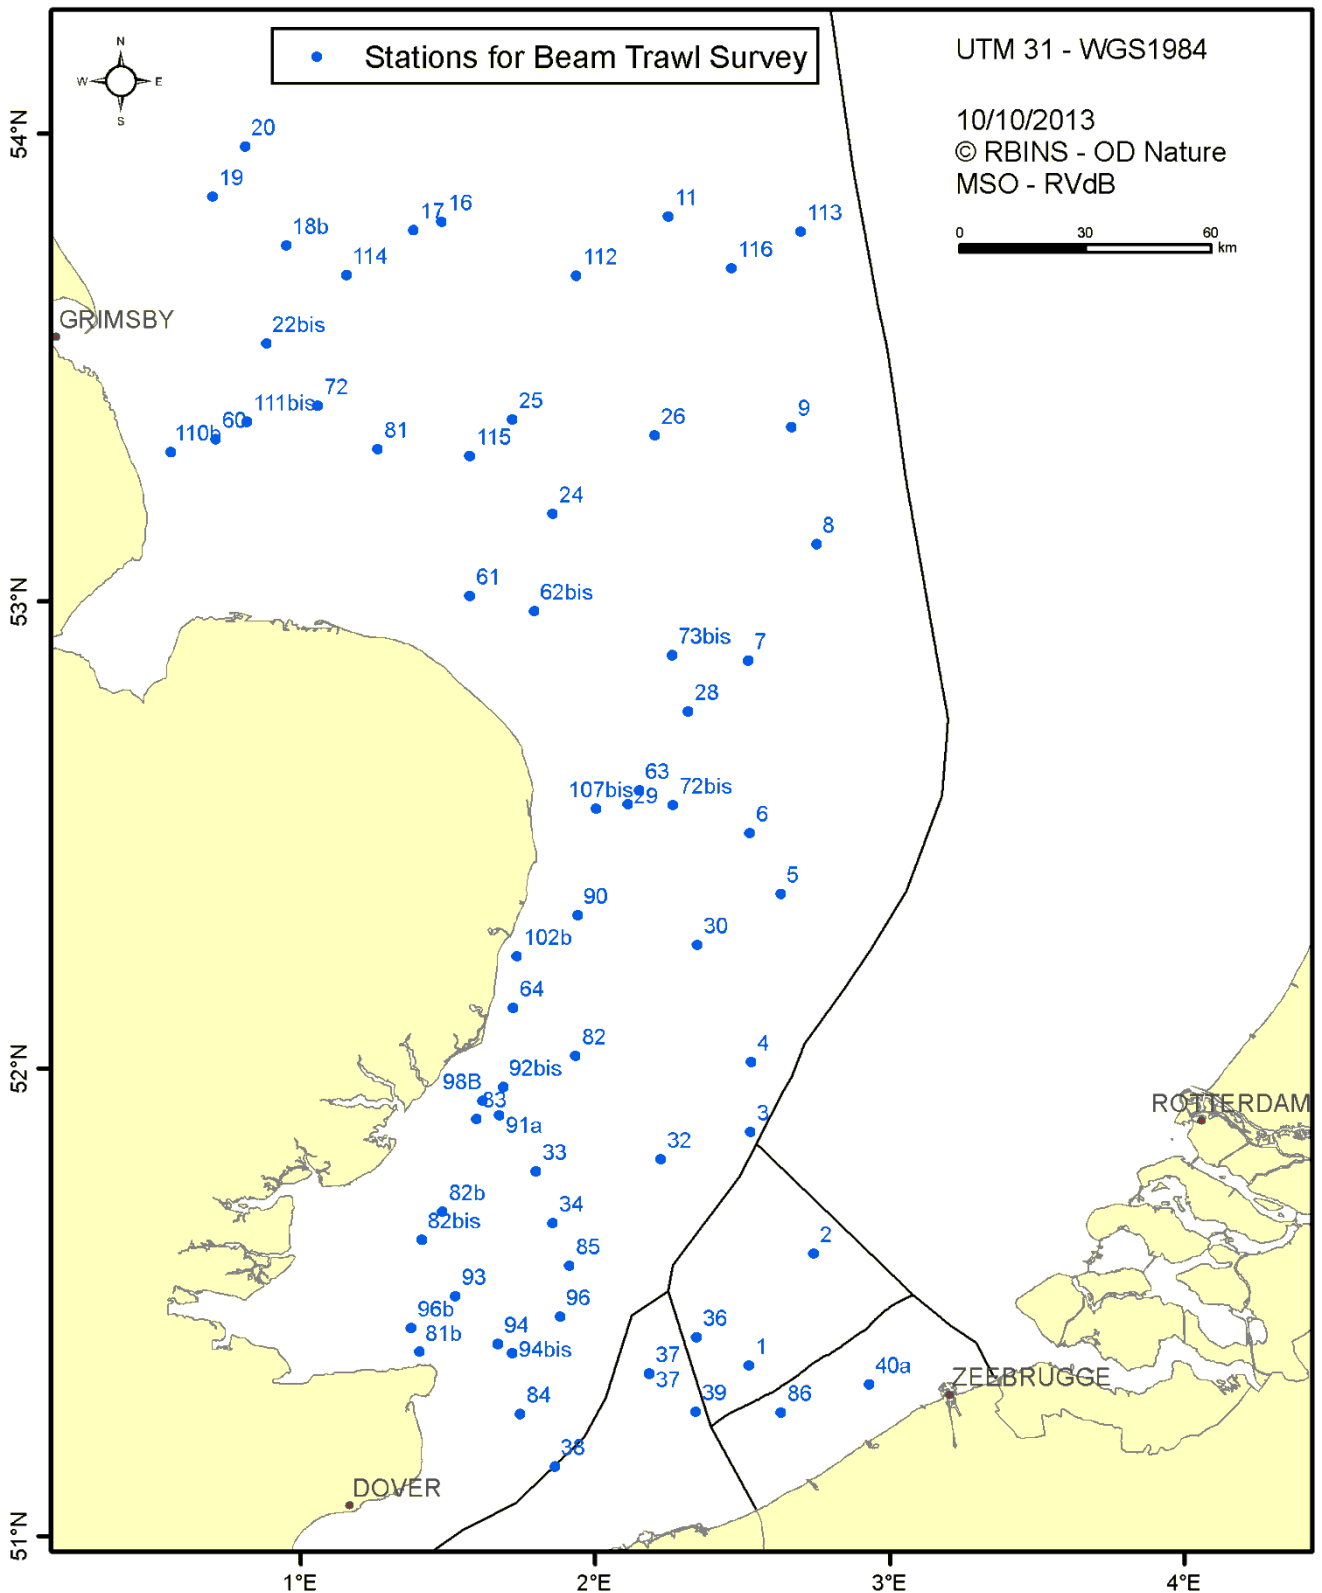 Stations for Beam Trawl Survey
UTM 31 - WGS1984
10/10/2013
© RBINS - OD Nature
MSO - RVdB
0 30 60
km
N
W E
S
54°N
53°N
52°N
51°N
1°E
2°E
3°E
4°E
20
19
18b
17
16
114
11
113
112
116
GRIMSBY
22bis
72
111bis
60
110b
81
25
115
26
9
24
8
61
62bis
73bis
7
28
63
107bis
29
72bis
6
5
90
30
102b
64
82
4
92bis
98B
83
91a
3
33
32
ROTTERDAM
82b
82bis
34
2
85
93
96
96b
94
36
81b
94bis
37
37
1
40a
ZEEBRUGGE
84
39
86
38
DOVER